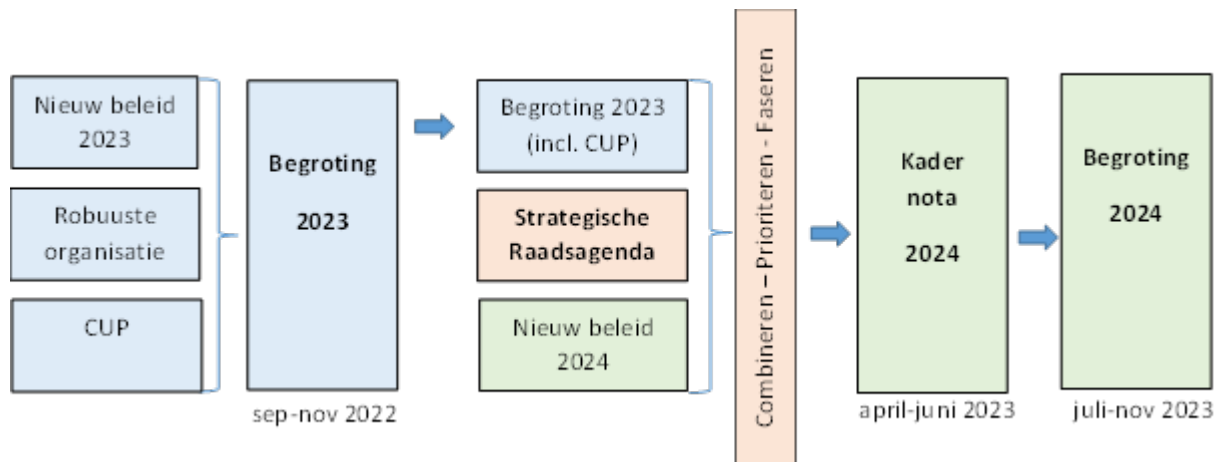 Nieuw beleid
2023
Robuuste
organisatie
CUP
Begroting
2023
sep-nov 2022
Begroting 2023
(incl. CUP)
Strategische
Raadsagenda
Nieuw beleid
2024
Combineren – Prioriteren - Faseren
Kader
nota
2024
april-juni 2023
Begroting
2024
juli-nov 2023